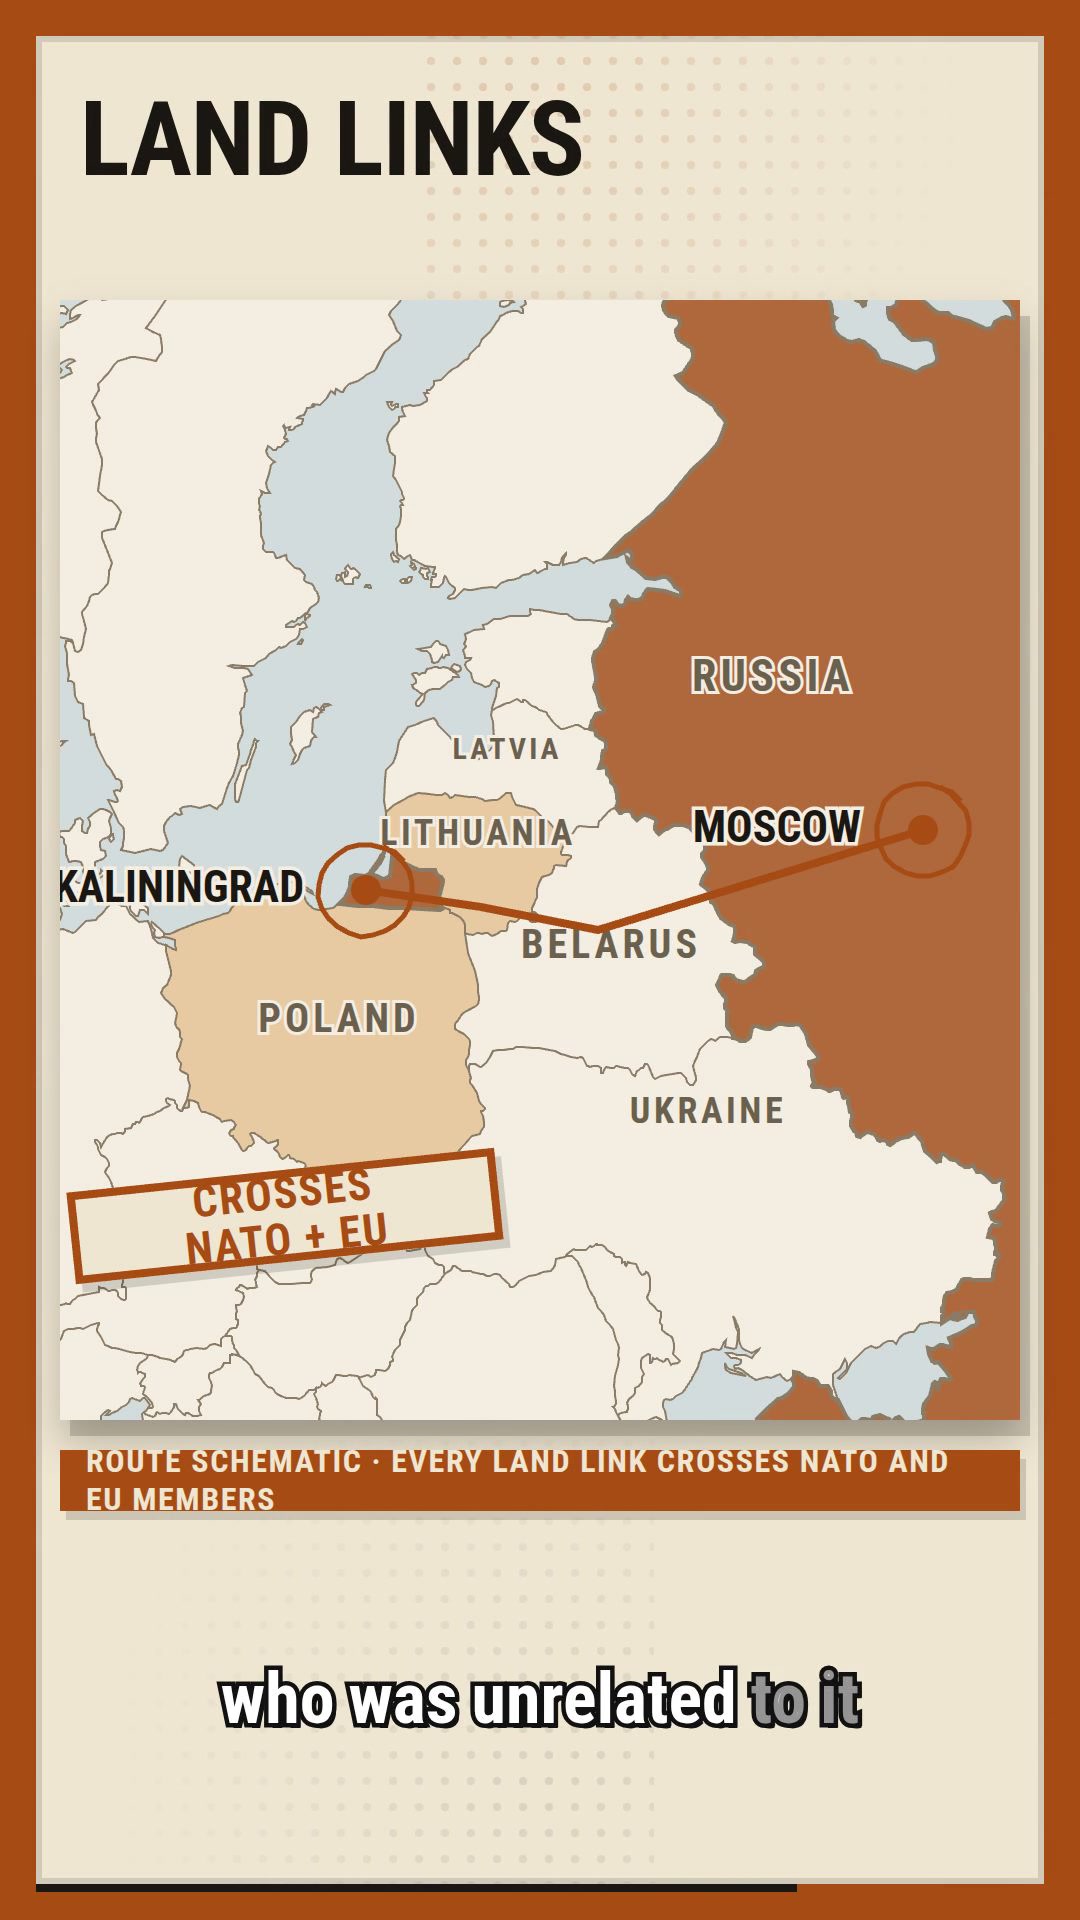 LAND LINKS
RUSSIA
LATVIA
LITHUANIA
MOSCOW
KALININGRAD
BELARUS
POLAND
UKRAINE
CROSSES
NATO + EU
ROUTE SCHEMATIC · EVERY LAND LINK CROSSES NATO AND
EU MEMBERS
who was unrelated to it